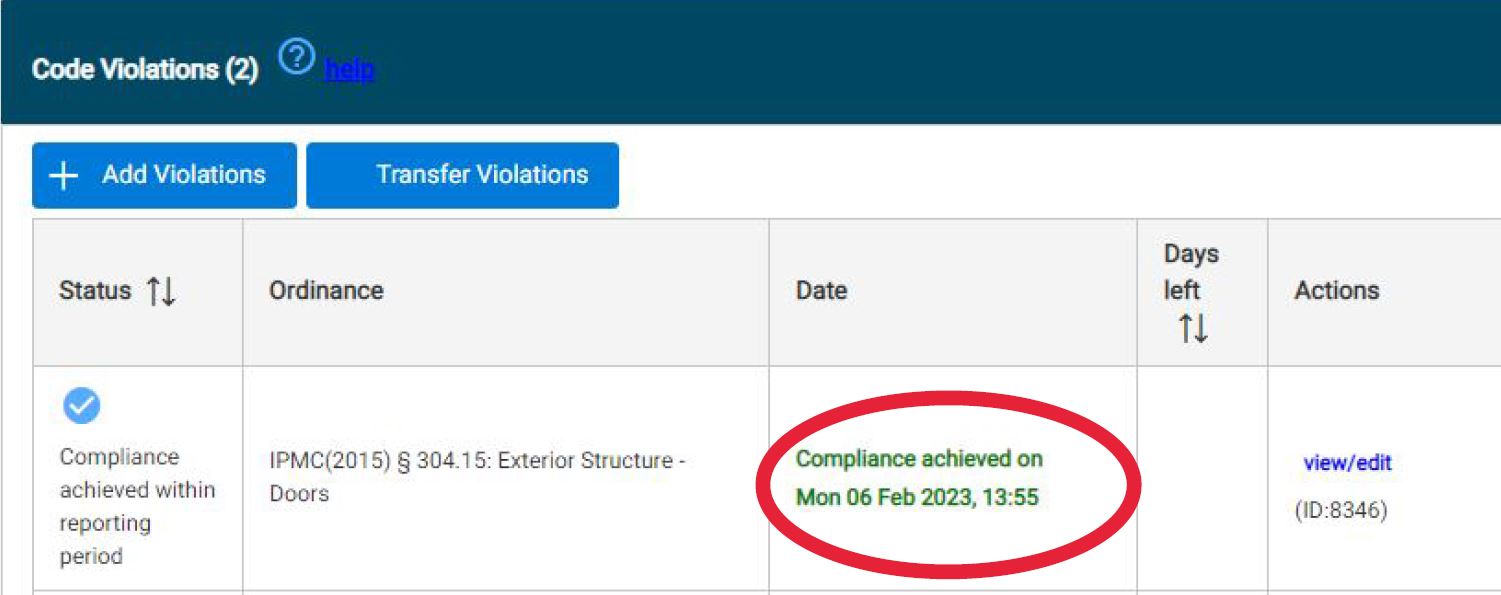 Code Violations (2) ? help
+ Add Violations Transfer Violations
Status ↑↓ Ordinance Date Days left ↑↓ Actions
Compliance achieved within reporting period
IPMC(2015) § 304.15: Exterior Structure -
Doors
Compliance achieved on
Mon 06 Feb 2023, 13:55
view/edit
(ID:8346)